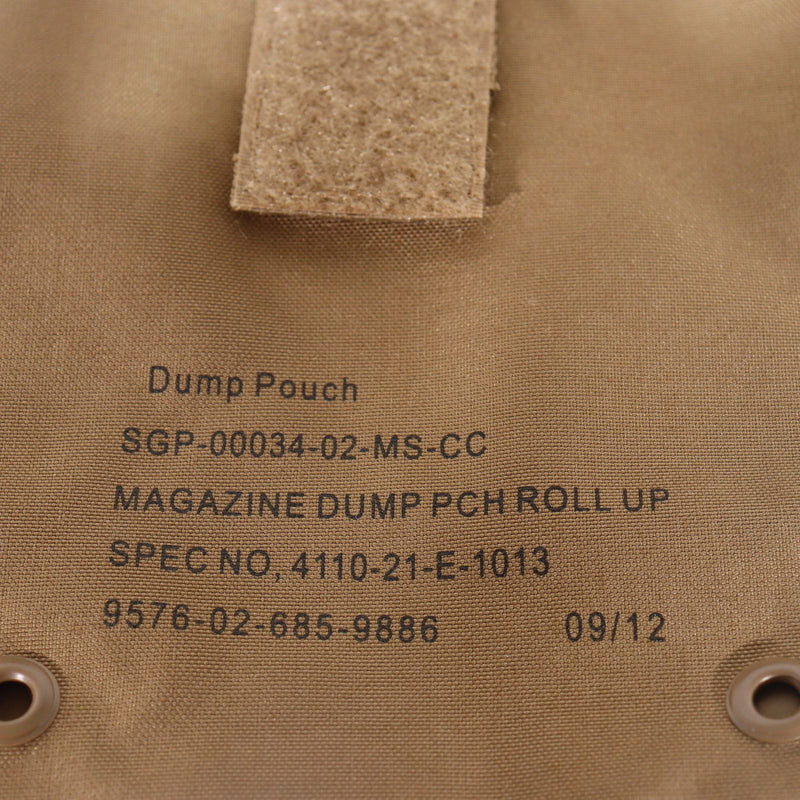 Dump Pouch
SGP-00034-02-MS-CC
MAGAZINE DUMP PCH ROLL UP
SPEC NO, 4110-21-E-1013
9576-02-685-9886 09/12